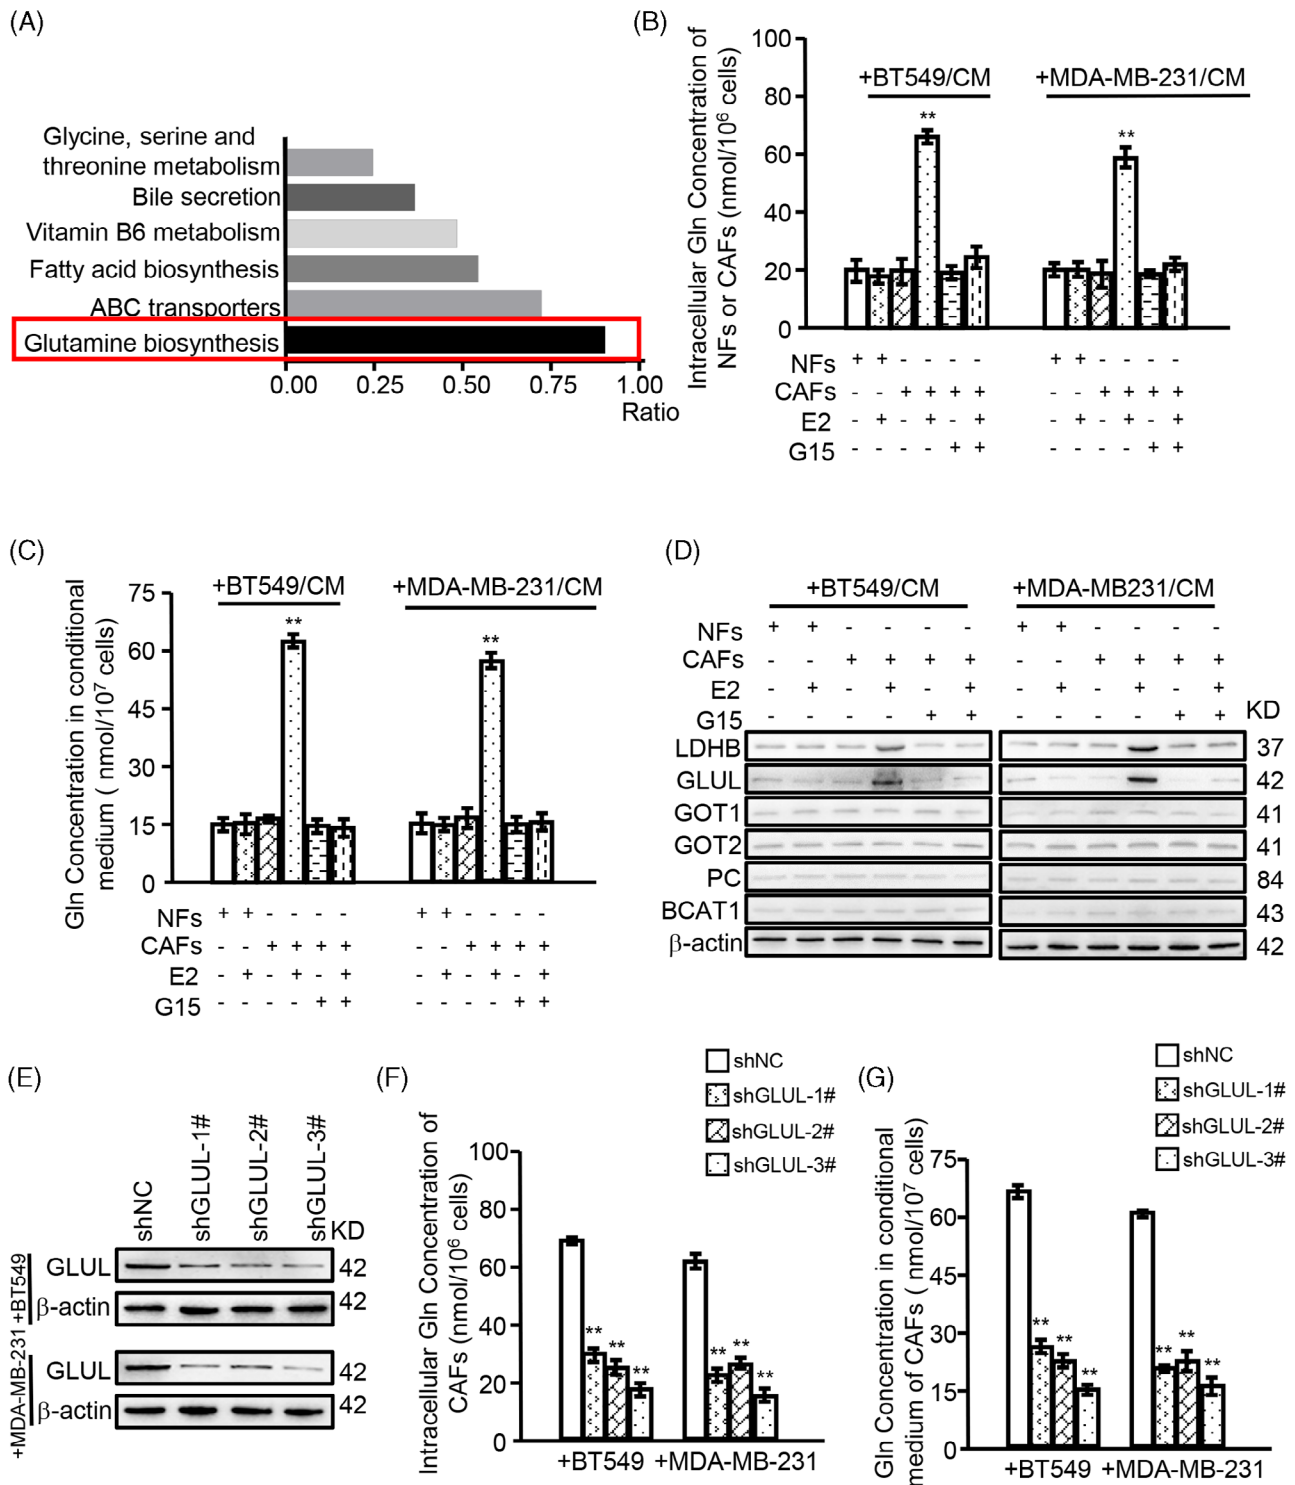 (A)
Glycine, serine and
threonine metabolism
Bile secretion
Vitamin B6 metabolism
Fatty acid biosynthesis
ABC transporters
Glutamine biosynthesis
0.00 0.25 0.50 0.75 1.00
Ratio
(B)
Intracellular Gln Concentration of
NFs or CAFs (nmol/10⁶ cells)
100
80
60
40
20
0
+BT549/CM +MDA-MB-231/CM
** **
NFs + + - - - - + + - - - -
CAFs - - + + + + - - + + + +
E2 - + - + - + - + - + - +
G15 - - - - + + - - - - + +
(C)
Gln Concentration in conditional
medium ( nmol/10⁷ cells)
75
60
45
30
15
0
+BT549/CM +MDA-MB-231/CM
** **
NFs + + - - - - + + - - - -
CAFs - - + + + + - - + + + +
E2 - + - + - + - + - + - +
G15 - - - - + + - - - - + +
(D)
+BT549/CM +MDA-MB231/CM
NFs + + - - - - + + - - - -
CAFs - - + + + + - - + + + +
E2 - + - + - + - + - + - +
G15 - - - - + + - - - - + + KD
LDHB 37
GLUL 42
GOT1 41
GOT2 41
PC 84
BCAT1 43
β-actin 42
(E)
shNC shGLUL-1# shGLUL-2# shGLUL-3# KD
+BT549
GLUL 42
β-actin 42
+MDA-MB-231
GLUL 42
β-actin 42
(F)
shNC
shGLUL-1#
shGLUL-2#
shGLUL-3#
Intracellular Gln Concentration of
CAFs (nmol/10⁶ cells)
100
80
60
40
20
0
** ** ** ** ** **
+BT549 +MDA-MB-231
(G)
shNC
shGLUL-1#
shGLUL-2#
shGLUL-3#
Gln Concentration in conditional
medium of CAFs ( nmol/10⁷ cells)
75
60
45
30
15
0
** ** ** ** ** **
+BT549 +MDA-MB-231